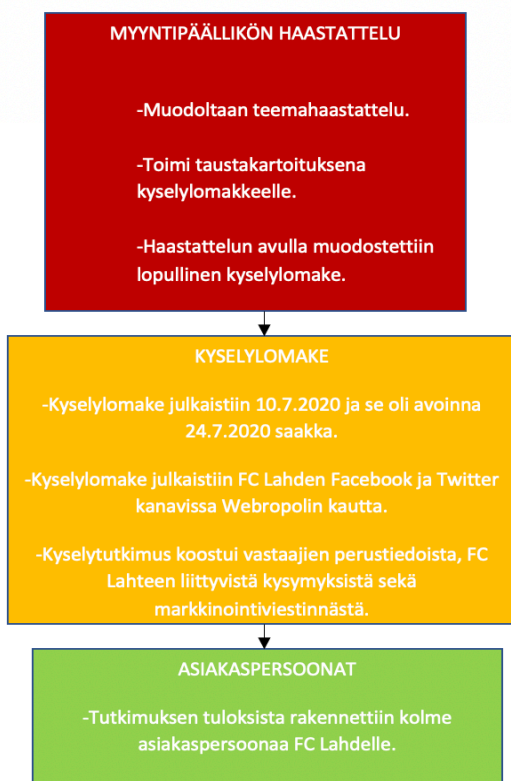 MYYNTIPÄÄLLIKÖN HAASTATTELU
-Muodoltaan teemahaastattelu.
-Toimi taustakartoituksena
kyselylomakkeelle.
-Haastattelun avulla muodostettiin
lopullinen kyselylomake.
KYSELYLOMAKE
-Kyselylomake julkaistiin 10.7.2020 ja se oli avoinna
24.7.2020 saakka.
-Kyselylomake julkaistiin FC Lahden Facebook ja Twitter
kanavissa Webropolin kautta.
-Kyselytutkimus koostui vastaajien perustiedoista, FC
Lahteen liittyvistä kysymyksistä sekä
markkinointiviestinnästä.
ASIAKASPERSOONAT
-Tutkimuksen tuloksista rakennettiin kolme
asiakaspersoonaa FC Lahdelle.